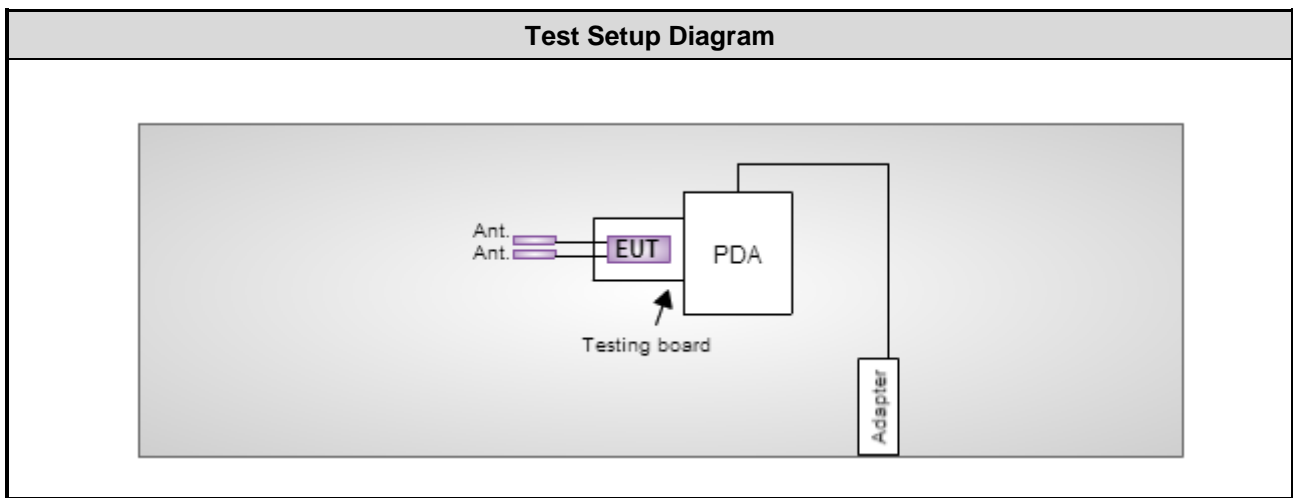 Test Setup Diagram
Ant.
Ant.
EUT
PDA
Testing board
Adapter